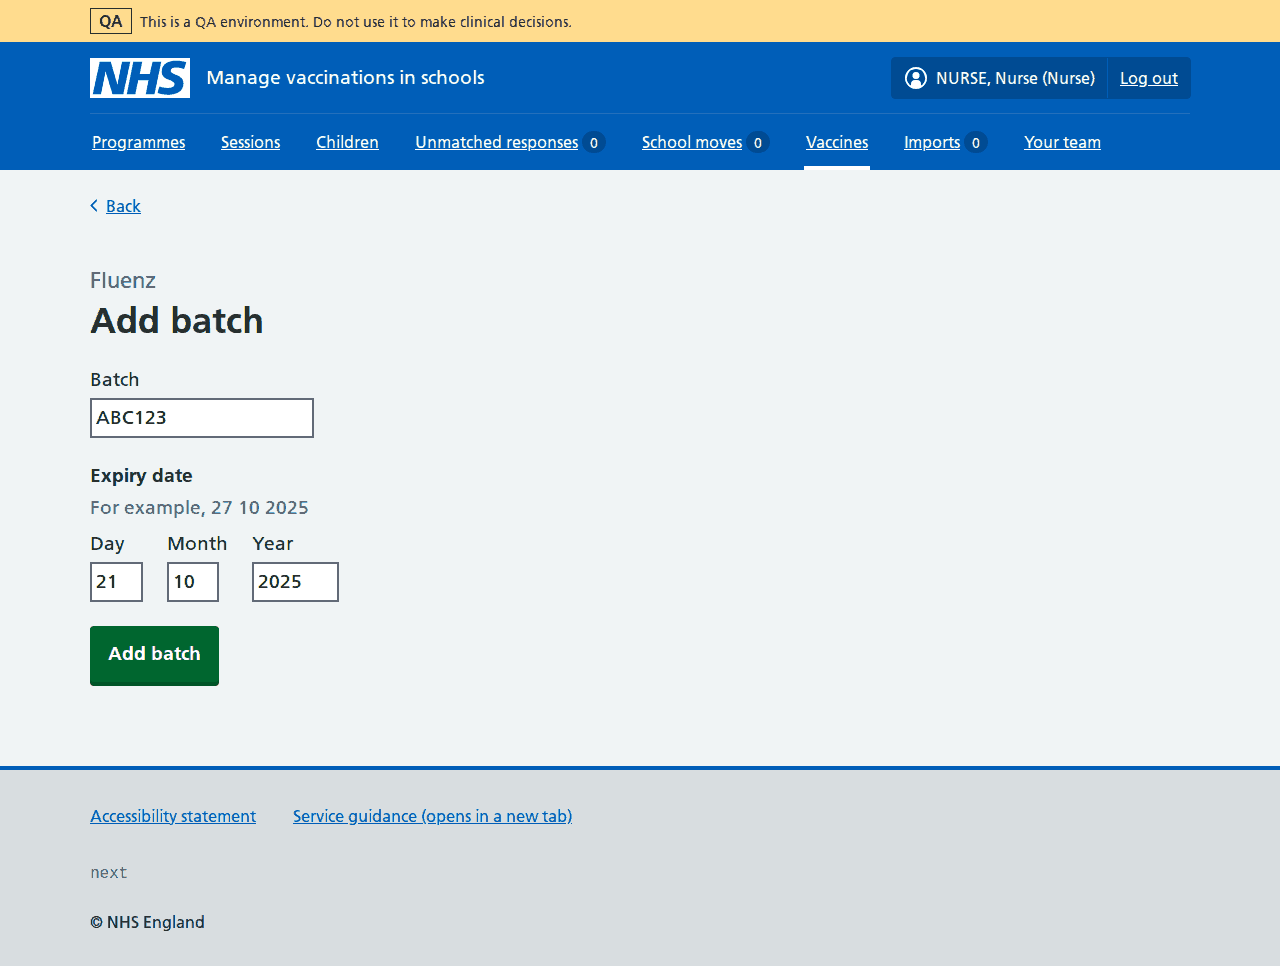 QA This is a QA environment. Do not use it to make clinical decisions.
NHS Manage vaccinations in schools NURSE, Nurse (Nurse) Log out
Programmes Sessions Children Unmatched responses 0 School moves 0 Vaccines Imports 0 Your team
Back
Fluenz
Add batch
Batch
ABC123
Expiry date
For example, 27 10 2025
Day Month Year
21 10 2025
Add batch
Accessibility statement Service guidance (opens in a new tab)
next
© NHS England